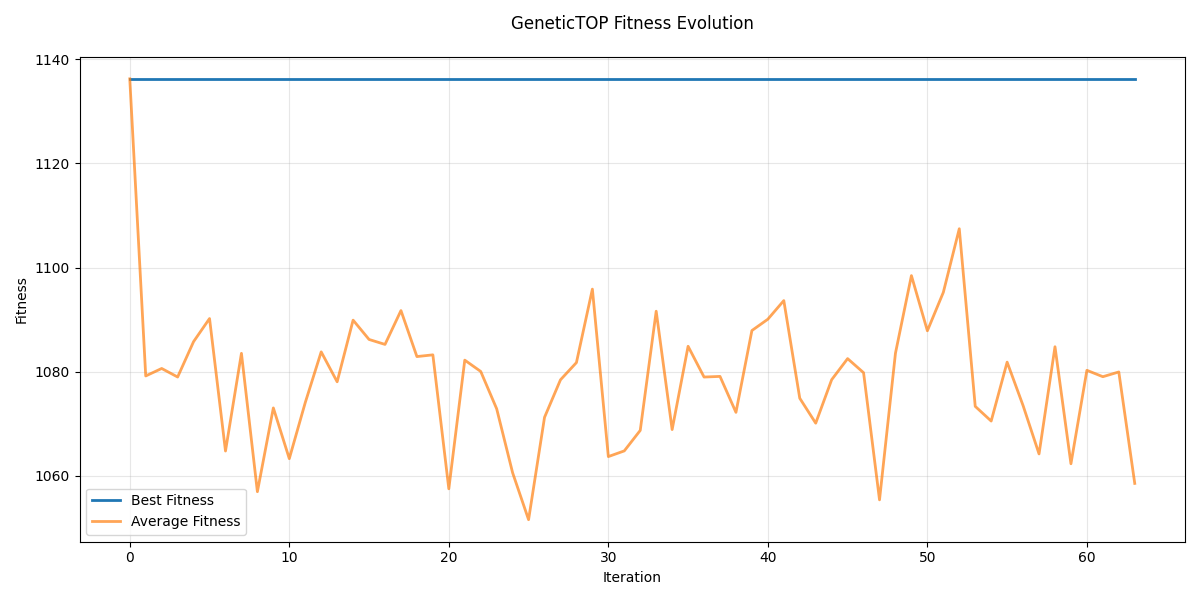 GeneticTOP Fitness Evolution
1140
1120
1100
1080
1060
Fitness
Best Fitness
Average Fitness
0 10 20 30 40 50 60
Iteration